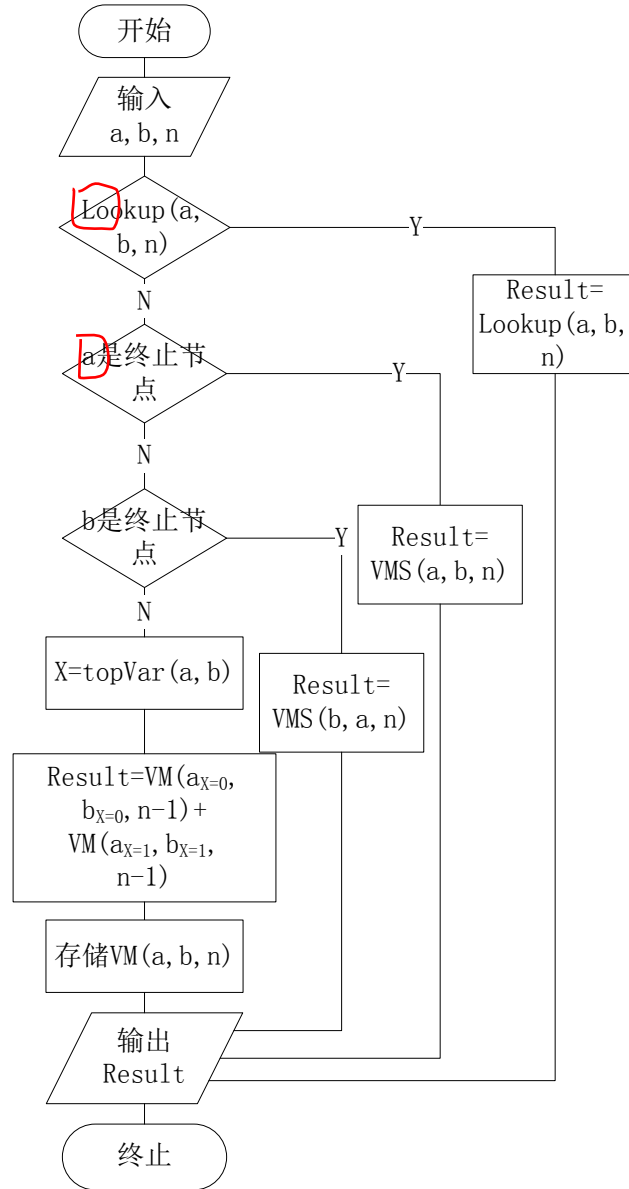 开始
输入
a,b,n
Lookup(a,
b,n)
Y
N
Result=
Lookup(a,b,
n)
a是终止节
点
Y
N
b是终止节
点
Y
N
Result=
VMS(a,b,n)
X=topVar(a,b)
Result=
VMS(b,a,n)
Result=VM(aX=0,
bX=0,n-1)+
VM(aX=1,bX=1,
n-1)
存储VM(a,b,n)
输出
Result
终止